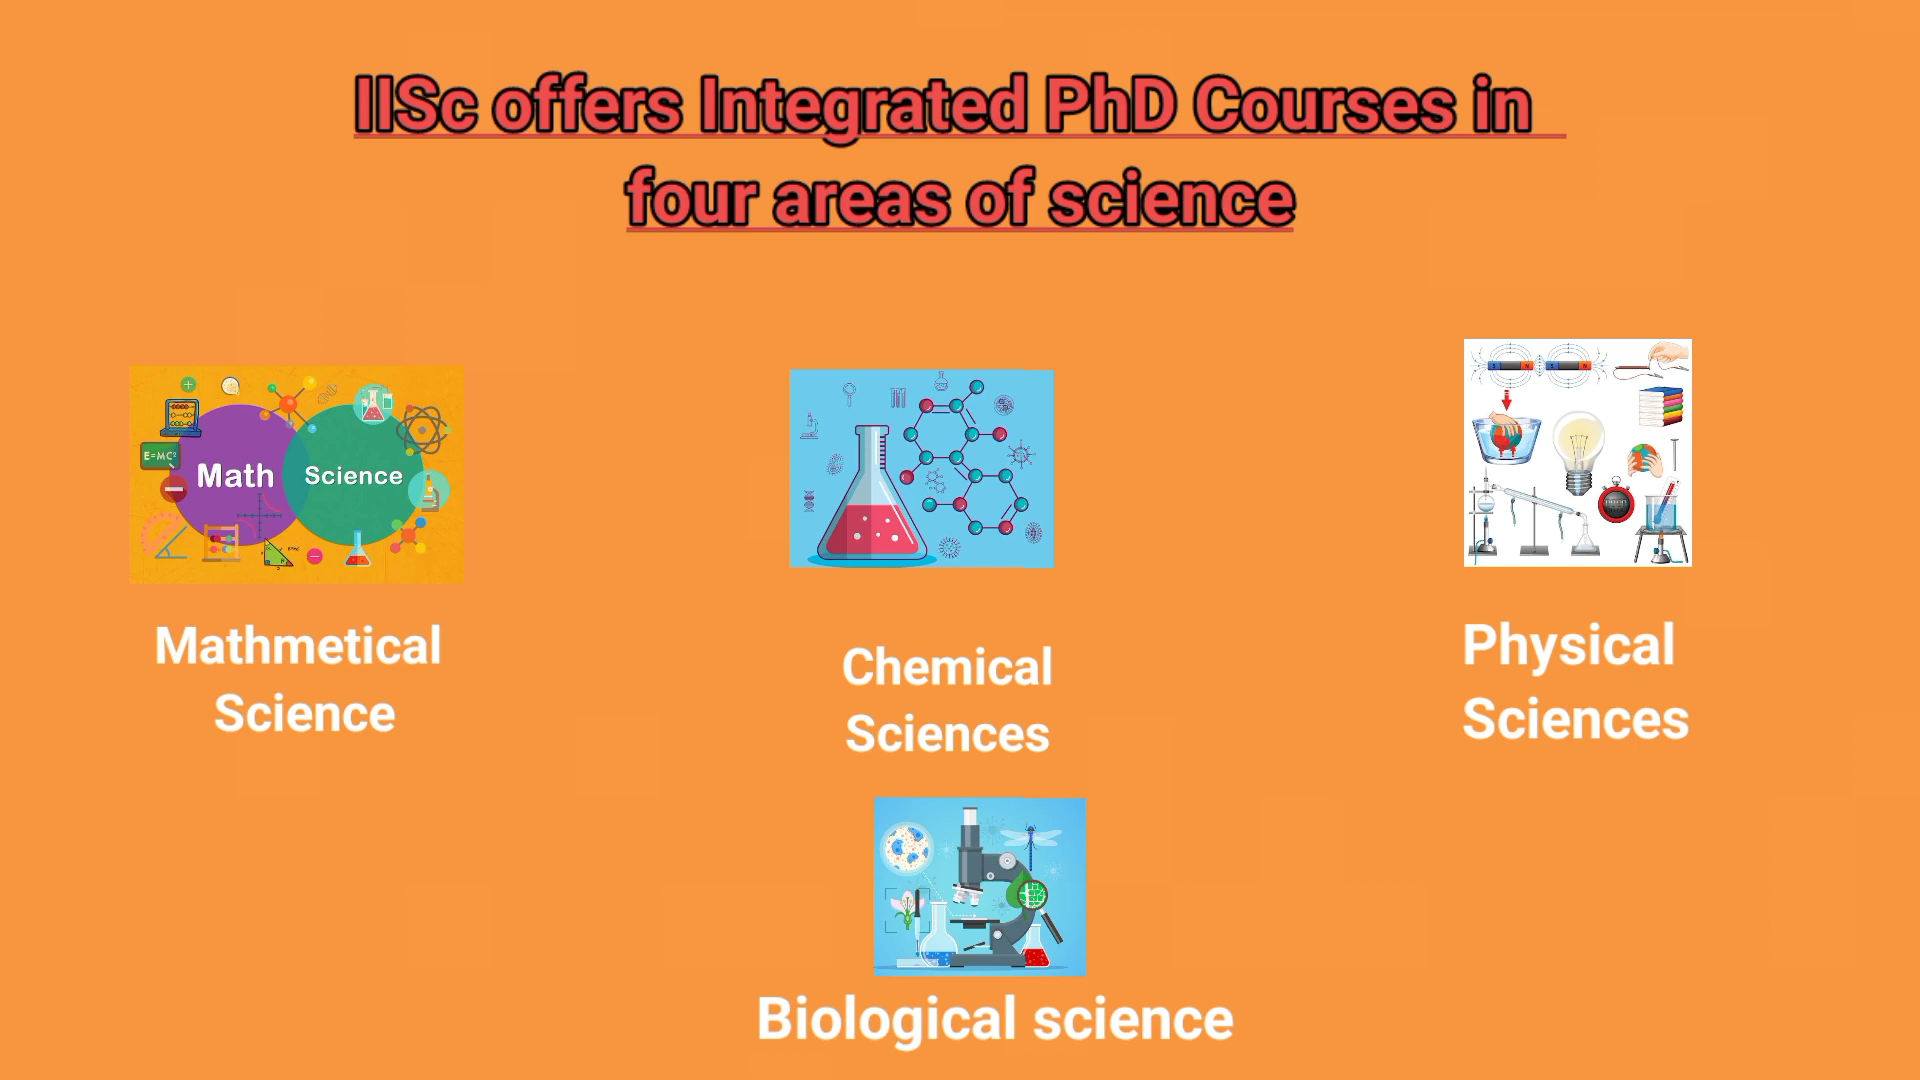 IISc offers Integrated PhD Courses in
four areas of science
Math
Science
E=MC²
Mathmetical
Science
Chemical
Sciences
Physical
Sciences
Biological science